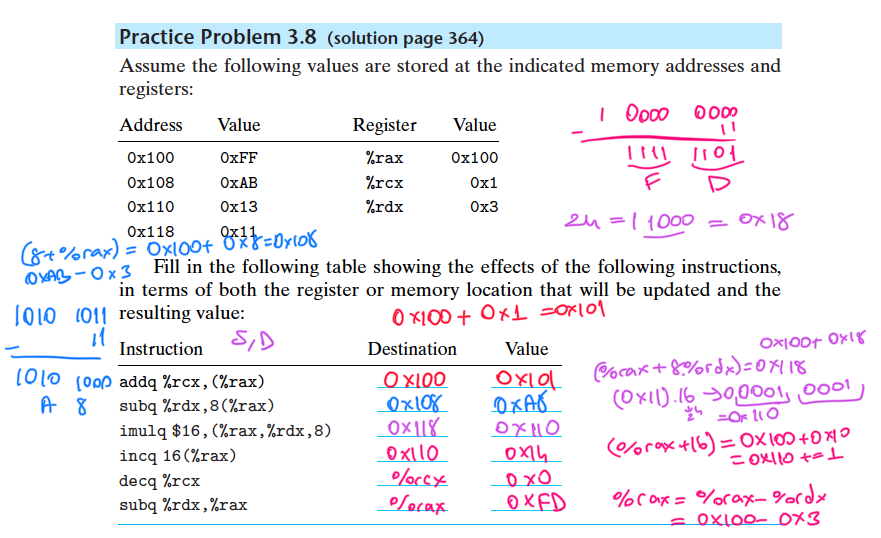 Practice Problem 3.8 (solution page 364)
Assume the following values are stored at the indicated memory addresses and
registers:
Address Value Register Value
0x100 0xFF %rax 0x100
0x108 0xAB %rcx 0x1
0x110 0x13 %rdx 0x3
0x118 0x11
1 0000 0000
- 11
1111 1101
F D
24 = 11000 = 0x18
(8+%rax) = 0x100+ 0x8=0x108
0xAB-0x3
1010 1011
- 11
1010 1000
A 8
Fill in the following table showing the effects of the following instructions,
in terms of both the register or memory location that will be updated and the
resulting value:
0x100+ 0x1 =0x101
S,D
Instruction Destination Value
addq %rcx,(%rax) 0x100 0x101
subq %rdx,8(%rax) 0x108 0xA8
imulq $16,(%rax,%rdx,8) 0x118 0x110
incq 16(%rax) 0x110 0x14
decq %rcx %rcx 0x0
subq %rdx,%rax %rax 0xFD
0x100+ 0x18
(%rax+8%rdx)=0x118
(0x11).16 → 0,0001, 0001,
2⁴ =0x110
(%rax+16) = 0x100+0x10
= 0x110 += 1
%rax = %rax-%rdx
= 0x100- 0x3